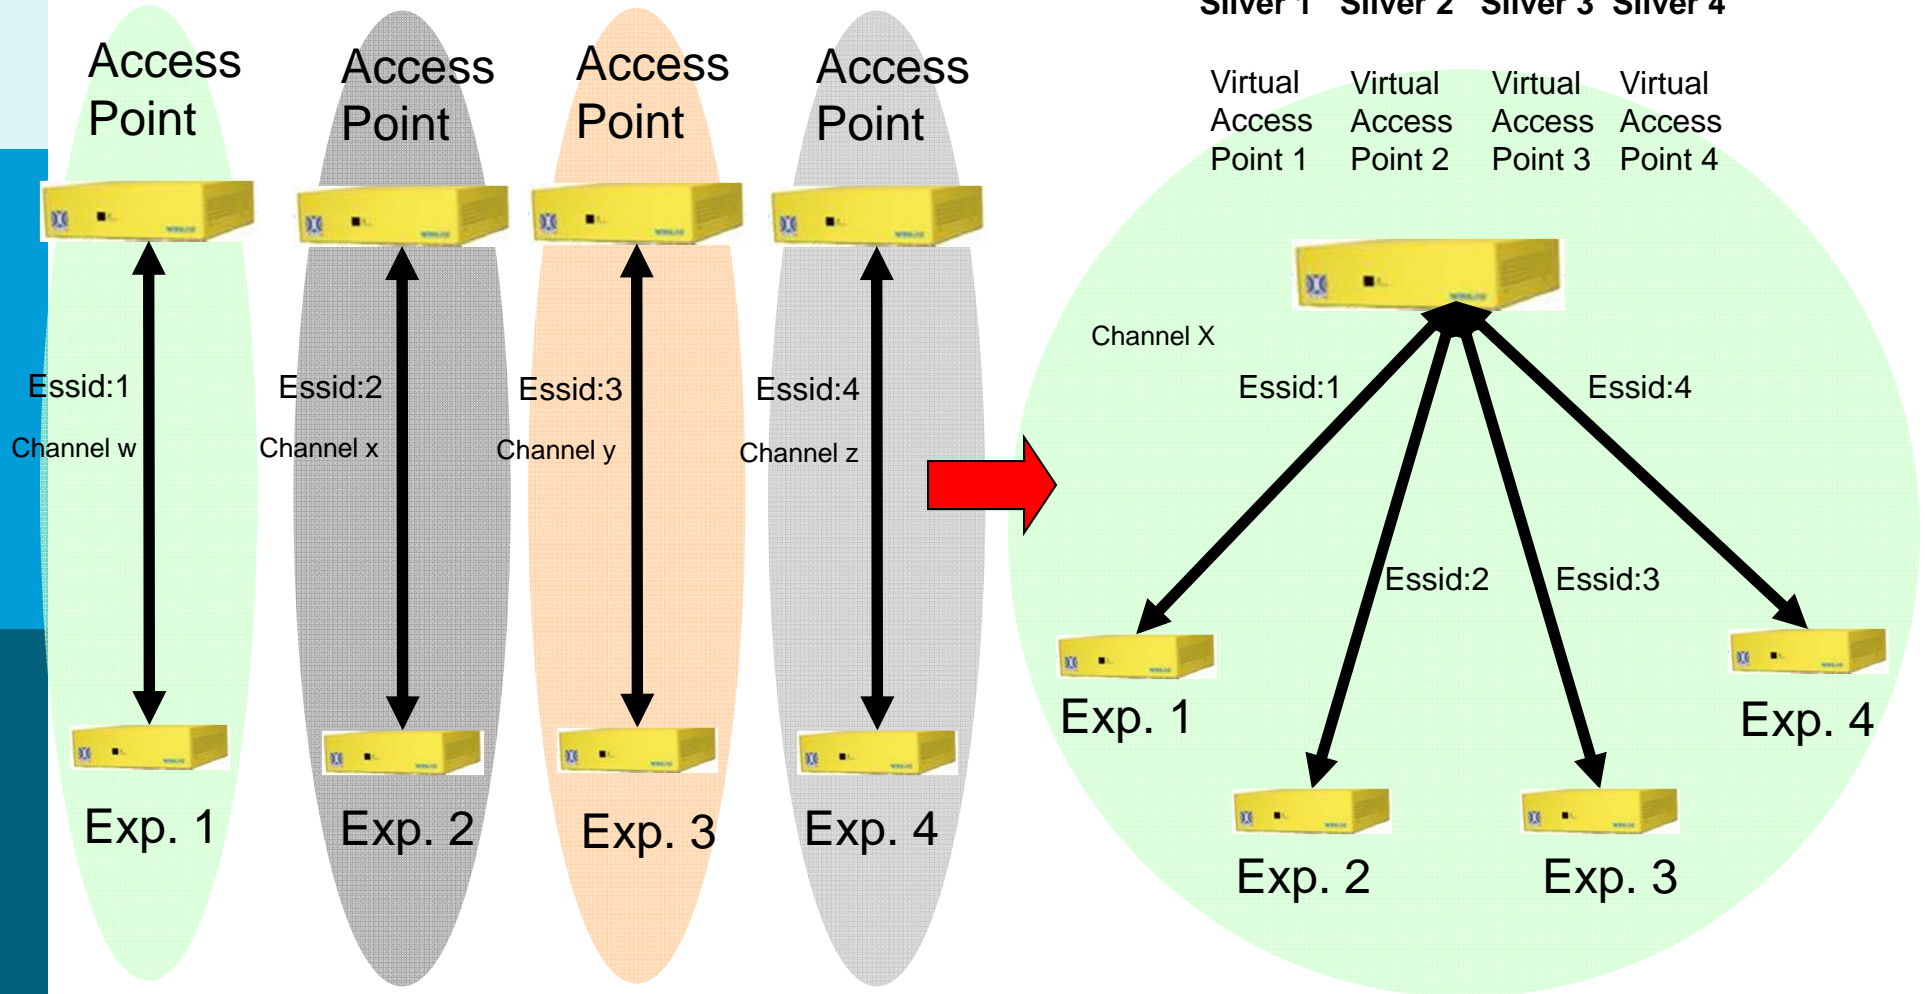 Silver 1 Silver 2 Silver 3 Silver 4
Access
Point
Access
Point
Access
Point
Access
Point
Essid:1
Channel w
Essid:2
Channel x
Essid:3
Channel y
Essid:4
Channel z
Exp. 1
Exp. 2
Exp. 3
Exp. 4
Virtual
Access
Point 1
Virtual
Access
Point 2
Virtual
Access
Point 3
Virtual
Access
Point 4
Channel X
Essid:1
Essid:4
Essid:2
Essid:3
Exp. 1
Exp. 4
Exp. 2
Exp. 3